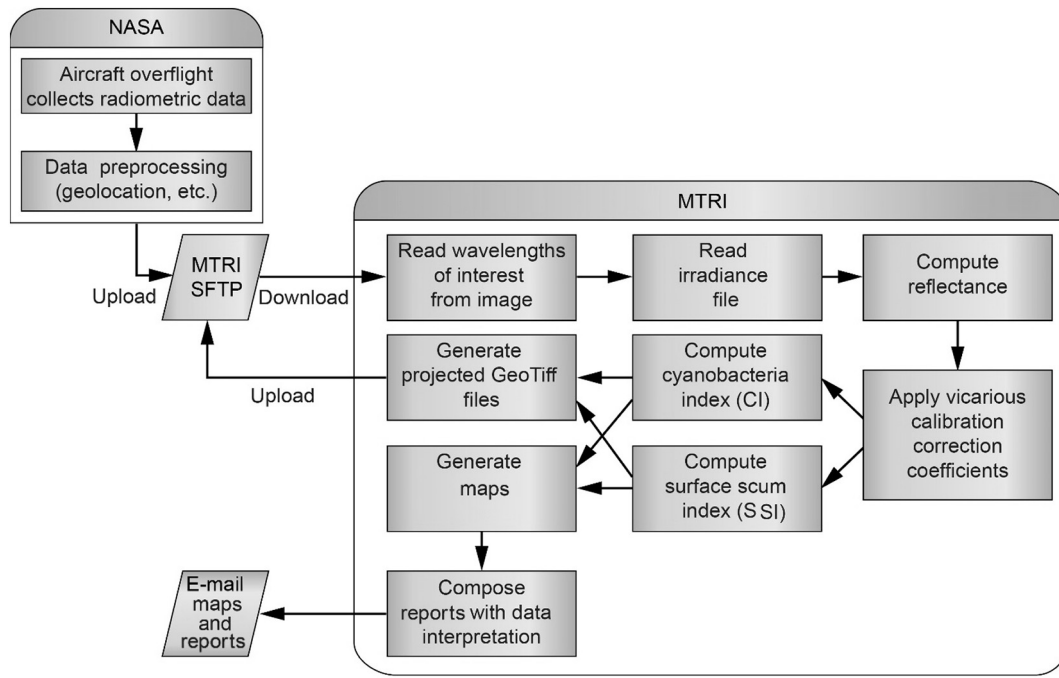 NASA
Aircraft overflight
collects radiometric data
Data preprocessing
(geolocation, etc.)
MTRI
Upload
MTRI
SFTP
Download
Read wavelengths
of interest
from image
Read
irradiance
file
Compute
reflectance
Upload
Generate
projected GeoTiff
files
Compute
cyanobacteria
index (CI)
Apply vicarious
calibration
correction
coefficients
Generate
maps
Compute
surface scum
index (SSI)
E-mail
maps
and
reports
Compose
reports with data
interpretation